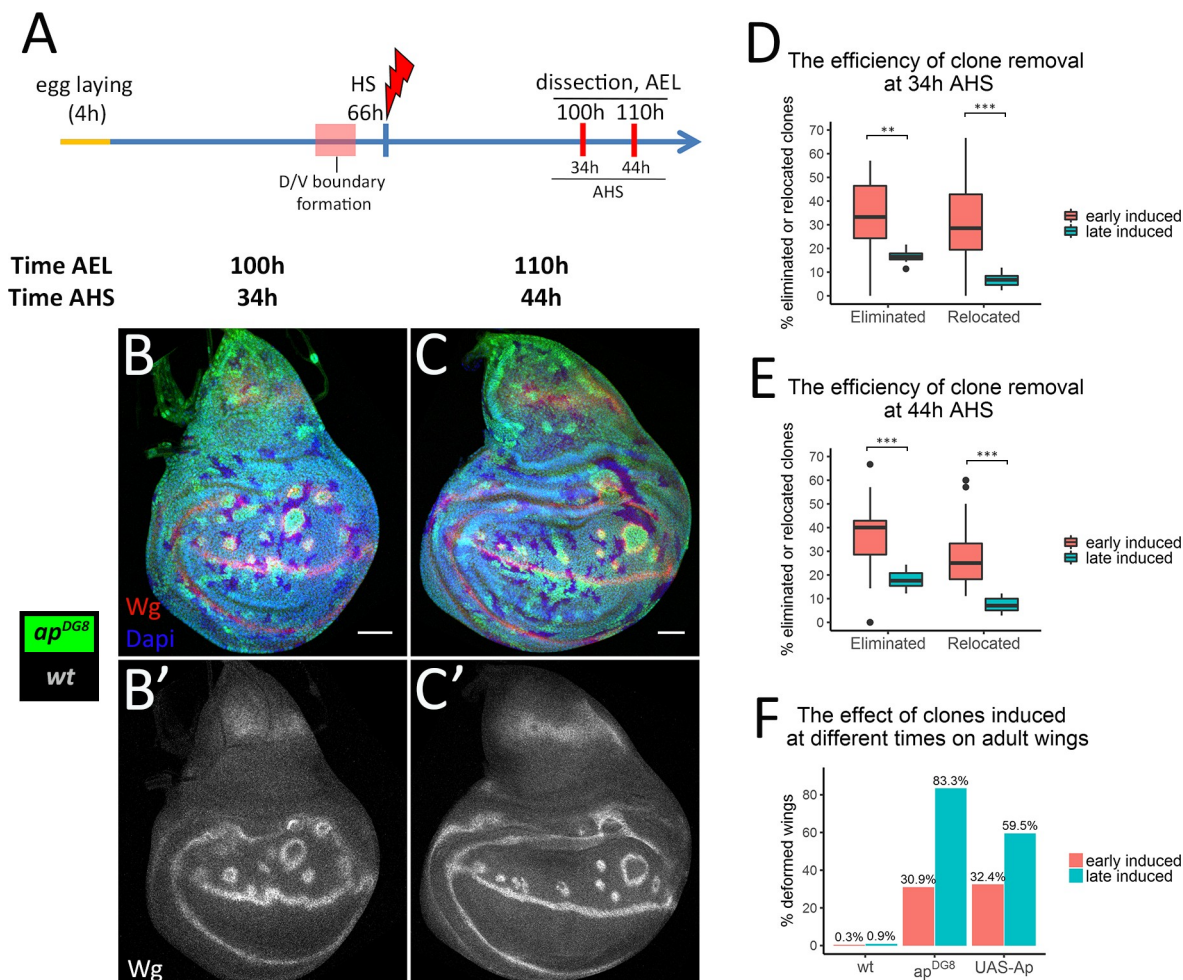 A
egg laying
(4h)
HS
66h
D/V boundary
formation
dissection, AEL
100h 110h
34h 44h
AHS
Time AEL 100h 110h
Time AHS 34h 44h
B
Wg
Dapi
C
ap^DG8
wt
B'
Wg
C'
D
The efficiency of clone removal
at 34h AHS
% eliminated or relocated clones
70
60
50
40
30
20
10
0
**
***
Eliminated Relocated
early induced
late induced
E
The efficiency of clone removal
at 44h AHS
% eliminated or relocated clones
70
60
50
40
30
20
10
0
***
***
Eliminated Relocated
early induced
late induced
F
The effect of clones induced
at different times on adult wings
% deformed wings
80
60
40
20
0
0.3% 0.9%
30.9%
83.3%
32.4%
59.5%
wt ap^DG8 UAS-Ap
early induced
late induced